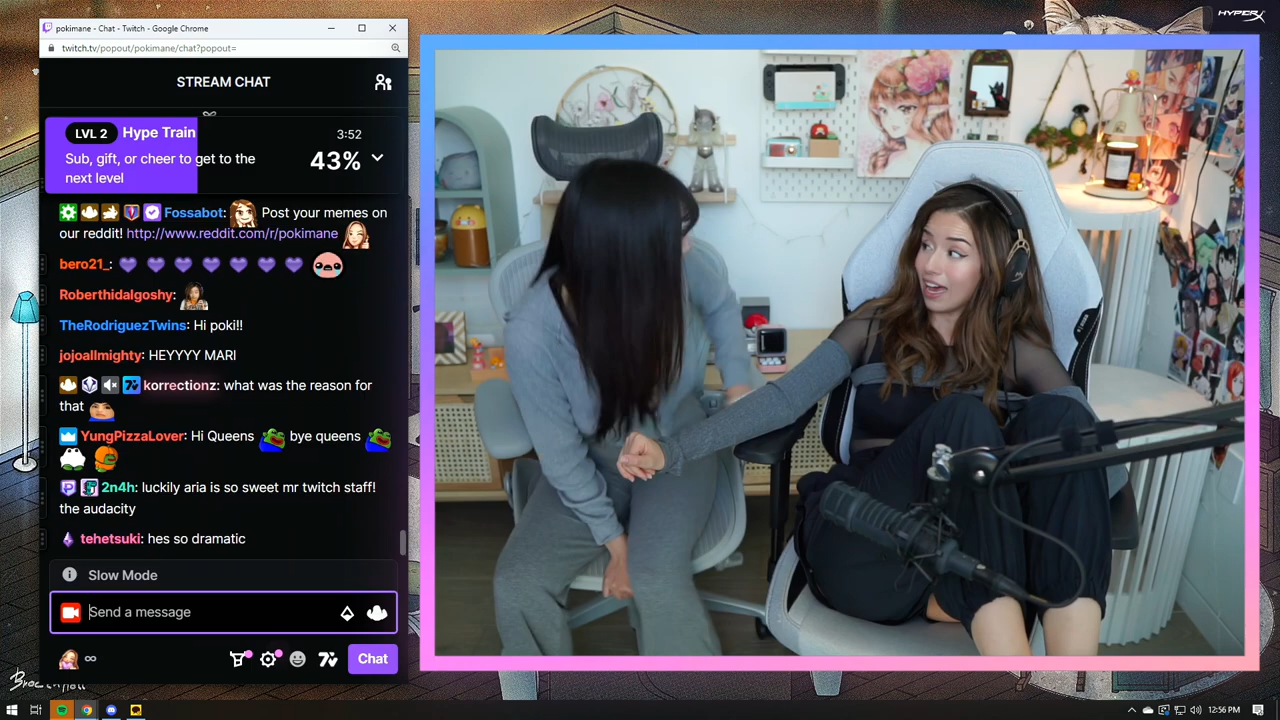 pokimane - Chat - Twitch - Google Chrome
twitch.tv/popout/pokimane/chat?popout=
STREAM CHAT
LVL 2 Hype Train
3:52
Sub, gift, or cheer to get to the
next level
43%
Fossabot: Post your memes on
our reddit! http://www.reddit.com/r/pokimane
bero21_:
Roberthidalgoshy:
TheRodriguezTwins: Hi poki!!
jojoallmighty: HEYYYY MARI
korrectionz: what was the reason for
that
YungPizzaLover: Hi Queens bye queens
2n4h: luckily aria is so sweet mr twitch staff!
the audacity
tehetsuki: hes so dramatic
Slow Mode
Send a message
∞
Chat
HYPERX
12:56 PM